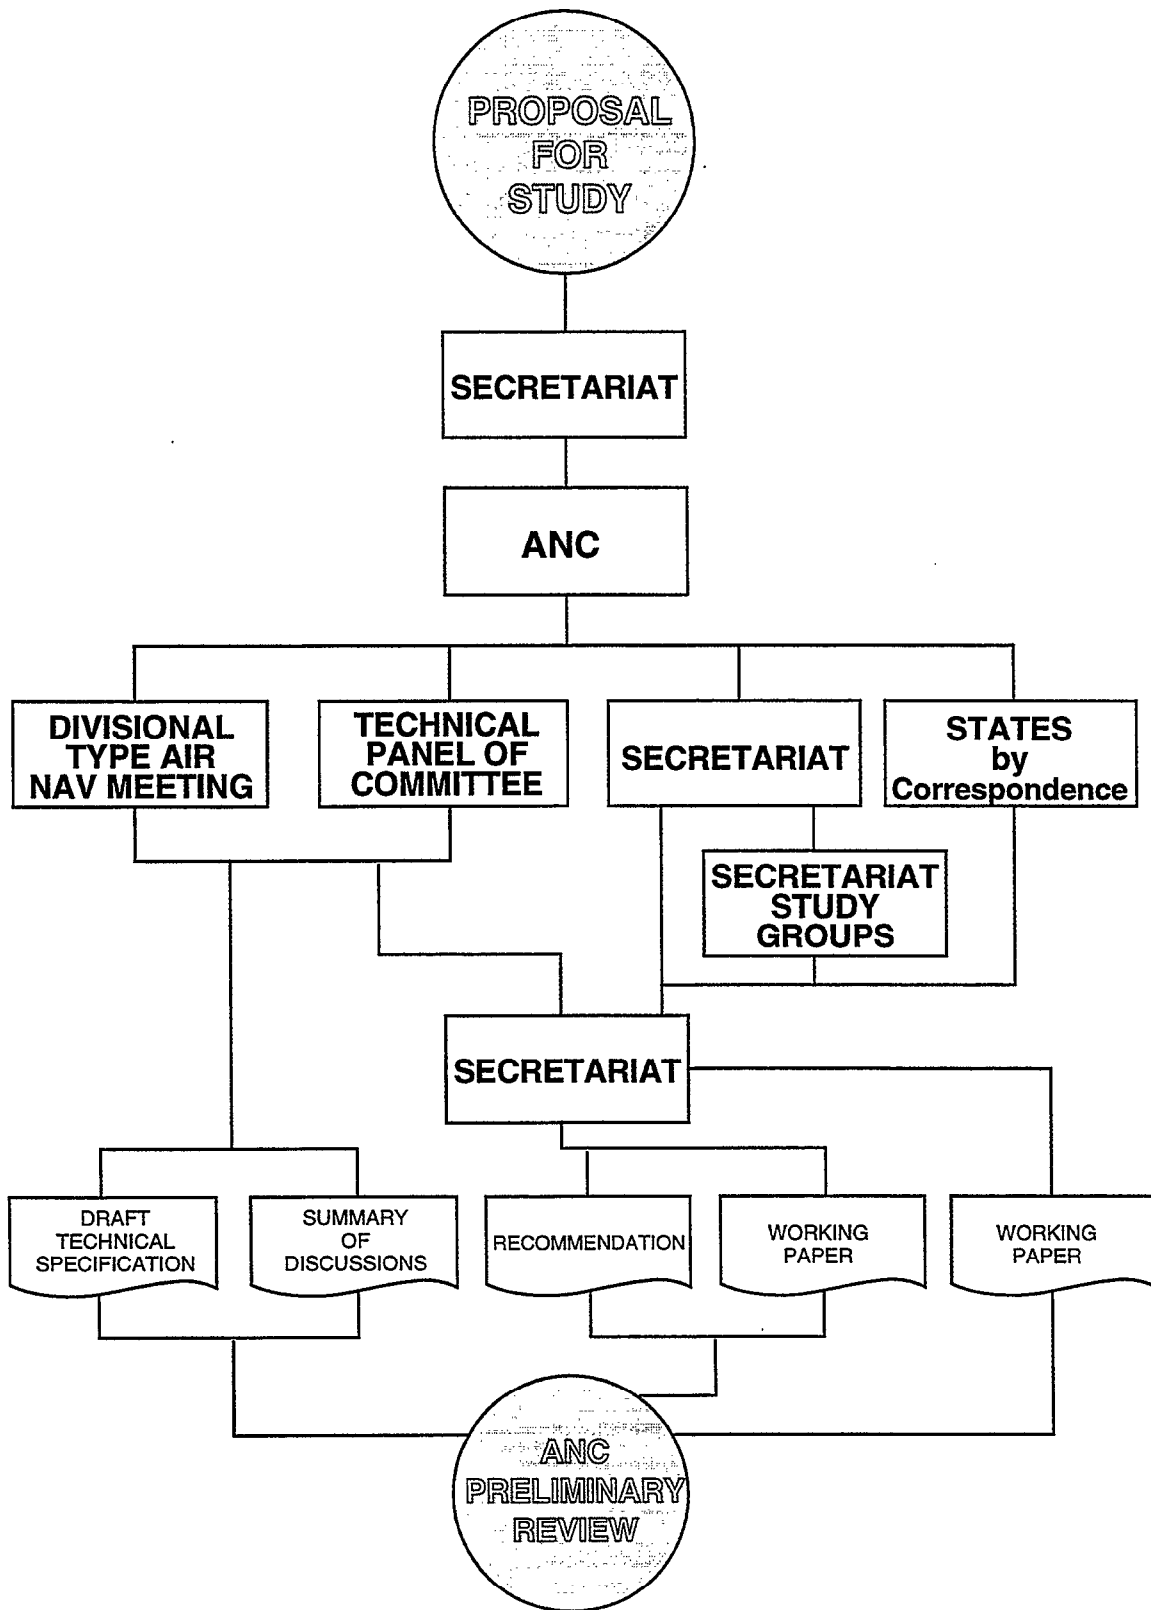 PROPOSAL
FOR
STUDY
SECRETARIAT
ANC
DIVISIONAL
TYPE AIR
NAV MEETING
TECHNICAL
PANEL OF
COMMITTEE
SECRETARIAT
STATES
by
Correspondence
SECRETARIAT
STUDY
GROUPS
SECRETARIAT
DRAFT
TECHNICAL
SPECIFICATION
SUMMARY
OF
DISCUSSIONS
RECOMMENDATION
WORKING
PAPER
WORKING
PAPER
ANC
PRELIMINARY
REVIEW